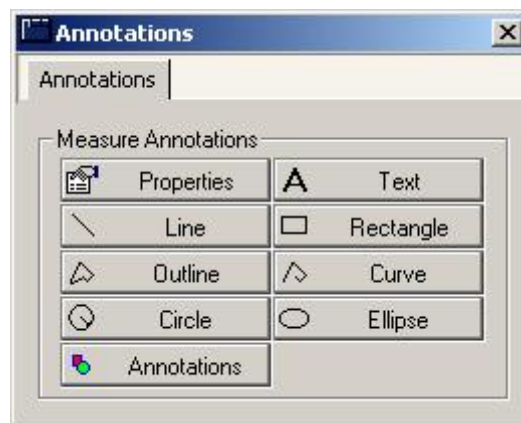 Annotations
Annotations
Measure Annotations
Properties
Text
Line
Rectangle
Outline
Curve
Circle
Ellipse
Annotations